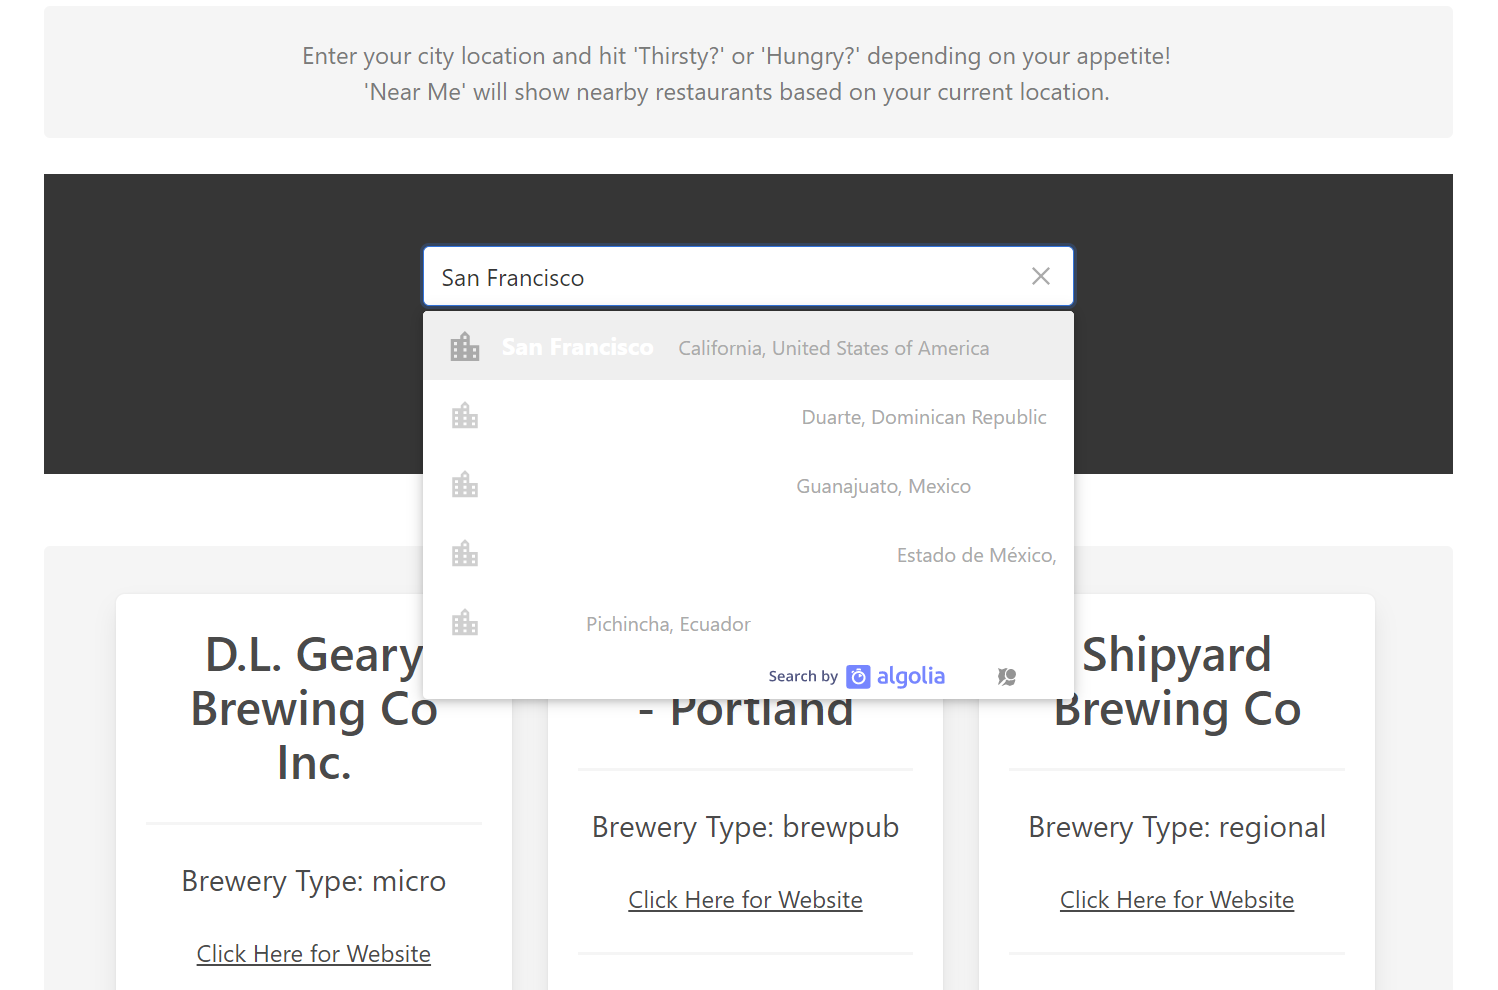 Enter your city location and hit 'Thirsty?' or 'Hungry?' depending on your appetite!
'Near Me' will show nearby restaurants based on your current location.
San Francisco
San Francisco California, United States of America
Duarte, Dominican Republic
Guanajuato, Mexico
Estado de México,
Pichincha, Ecuador
Search by algolia
D.L. Geary
Brewing Co
Inc.
Brewery Type: micro
Click Here for Website
- Portland
Brewery Type: brewpub
Click Here for Website
Shipyard
Brewing Co
Brewery Type: regional
Click Here for Website